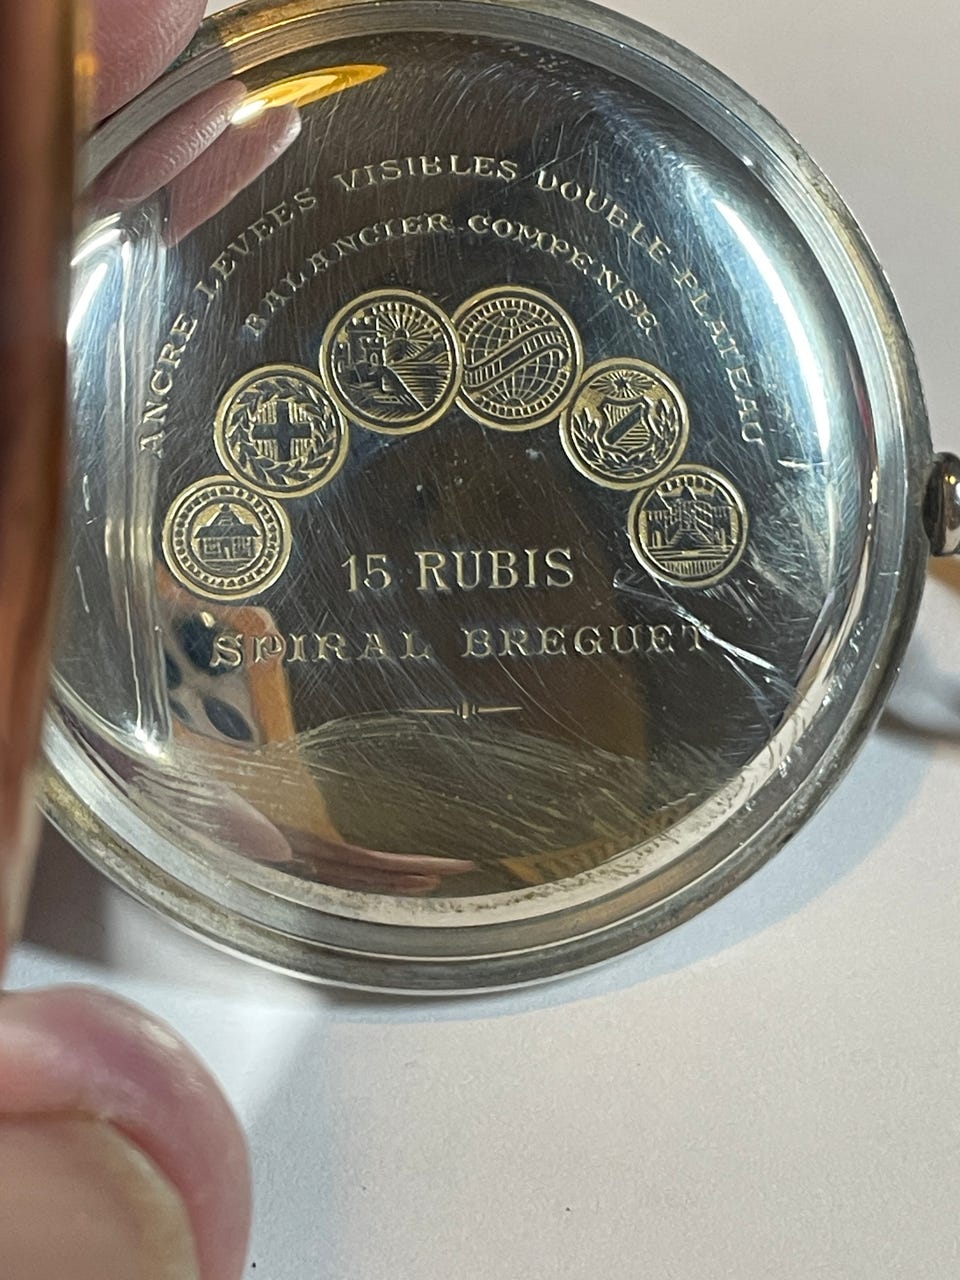 ANCRE LEVEES VISIBLES DOUBLE-PLATEAU
BALANCIER COMPENSE
15 RUBIS
SPIRAL BREGUET